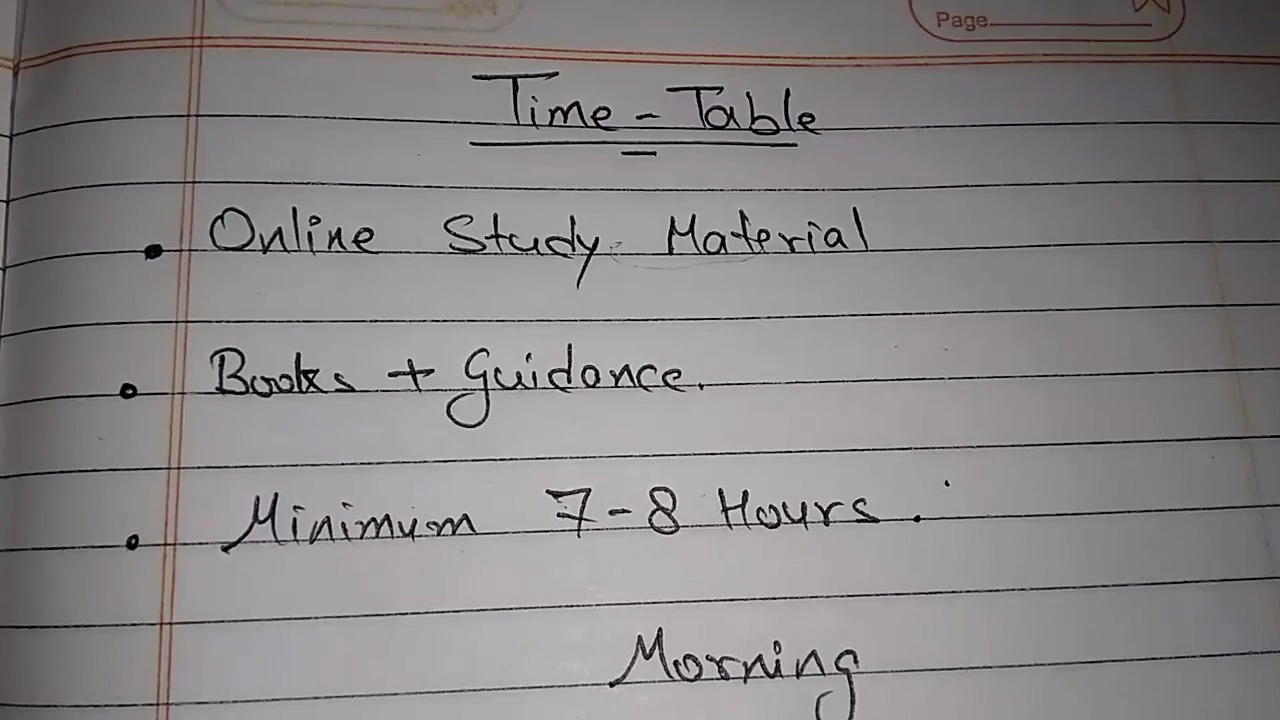 Page
Time - Table
• Online Study Material
• Books + Guidance.
• Minimum 7-8 Hours.
Morning